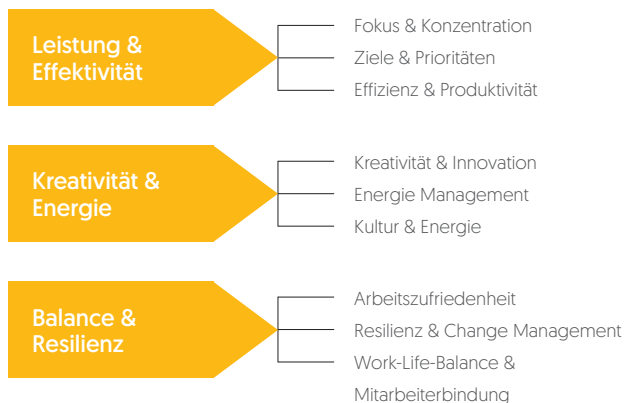 Leistung &
Effektivität
Fokus & Konzentration
Ziele & Prioritäten
Effizienz & Produktivität
Kreativität &
Energie
Kreativität & Innovation
Energie Management
Kultur & Energie
Balance &
Resilienz
Arbeitszufriedenheit
Resilienz & Change Management
Work-Life-Balance &
Mitarbeiterbindung